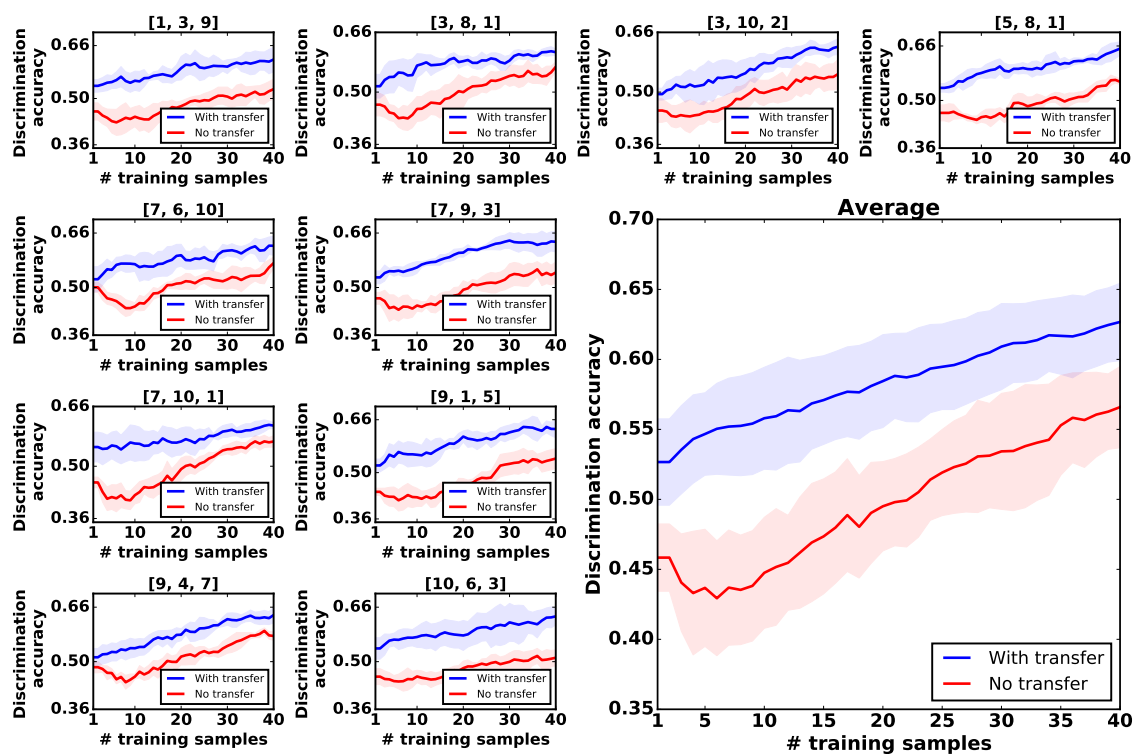 [1, 3, 9]
Discrimination
accuracy
0.66
0.50
0.36
1 10 20 30 40
# training samples
With transfer
No transfer
[3, 8, 1]
Discrimination
accuracy
0.66
0.50
0.36
1 10 20 30 40
# training samples
With transfer
No transfer
[3, 10, 2]
Discrimination
accuracy
0.66
0.50
0.36
1 10 20 30 40
# training samples
With transfer
No transfer
[5, 8, 1]
Discrimination
accuracy
0.66
0.50
0.36
1 10 20 30 40
# training samples
With transfer
No transfer
[7, 6, 10]
Discrimination
accuracy
0.66
0.50
0.36
1 10 20 30 40
# training samples
With transfer
No transfer
[7, 9, 3]
Discrimination
accuracy
0.66
0.50
0.36
1 10 20 30 40
# training samples
With transfer
No transfer
[7, 10, 1]
Discrimination
accuracy
0.66
0.50
0.36
1 10 20 30 40
# training samples
With transfer
No transfer
[9, 1, 5]
Discrimination
accuracy
0.66
0.50
0.36
1 10 20 30 40
# training samples
With transfer
No transfer
[9, 4, 7]
Discrimination
accuracy
0.66
0.50
0.36
1 10 20 30 40
# training samples
With transfer
No transfer
[10, 6, 3]
Discrimination
accuracy
0.66
0.50
0.36
1 10 20 30 40
# training samples
With transfer
No transfer
Average
Discrimination accuracy
0.70
0.65
0.60
0.55
0.50
0.45
0.40
0.35
1 5 10 15 20 25 30 35 40
# training samples
With transfer
No transfer